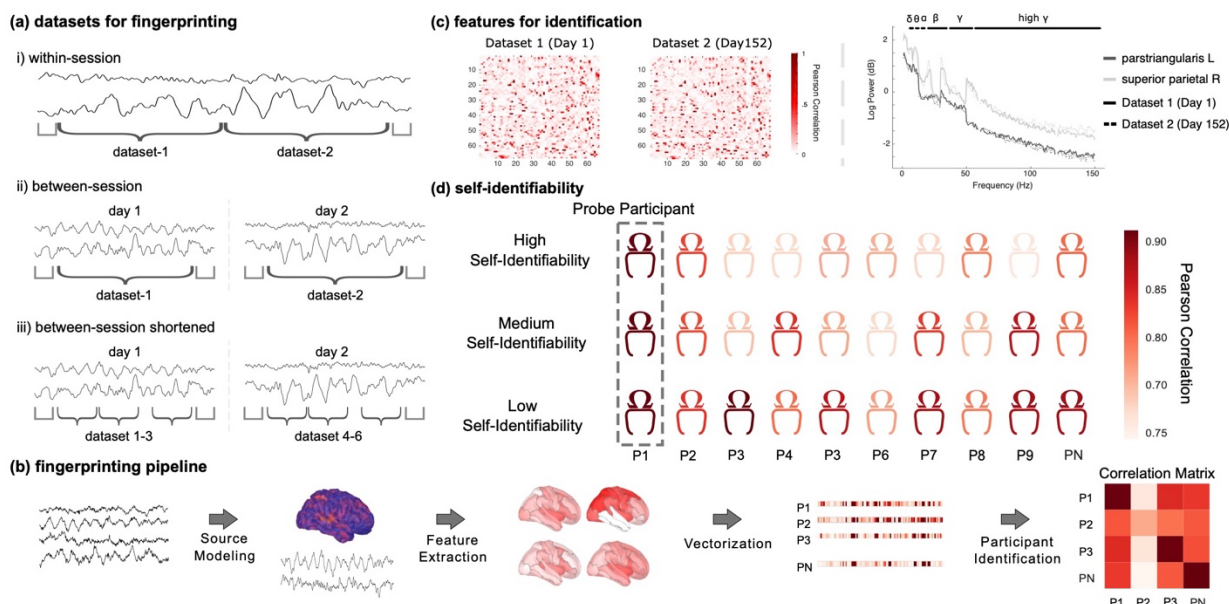 (a) datasets for fingerprinting
i) within-session
dataset-1
dataset-2
ii) between-session
day 1
day 2
dataset-1
dataset-2
iii) between-session shortened
day 1
day 2
dataset 1-3
dataset 4-6
(c) features for identification
Dataset 1 (Day 1)
Dataset 2 (Day152)
10
20
30
40
50
60
10 20 30 40 50 60
10
20
30
40
50
60
10 20 30 40 50 60
1
.5
0
Pearson Correlation
δ θ α β γ high γ
2
0
-2
Log Power (dB)
0 50 100 150
Frequency (Hz)
parstriangularis L
superior parietal R
Dataset 1 (Day 1)
Dataset 2 (Day 152)
(d) self-identifiability
Probe Participant
High
Self-Identifiability
Medium
Self-Identifiability
Low
Self-Identifiability
P1 P2 P3 P4 P3 P6 P7 P8 P9 PN
0.90
0.85
0.80
0.70
0.75
Pearson Correlation
(b) fingerprinting pipeline
Source
Modeling
Feature
Extraction
Vectorization
P1
P2
P3
PN
Participant
Identification
Correlation Matrix
P1
P2
P3
PN
P1 P2 P3 PN